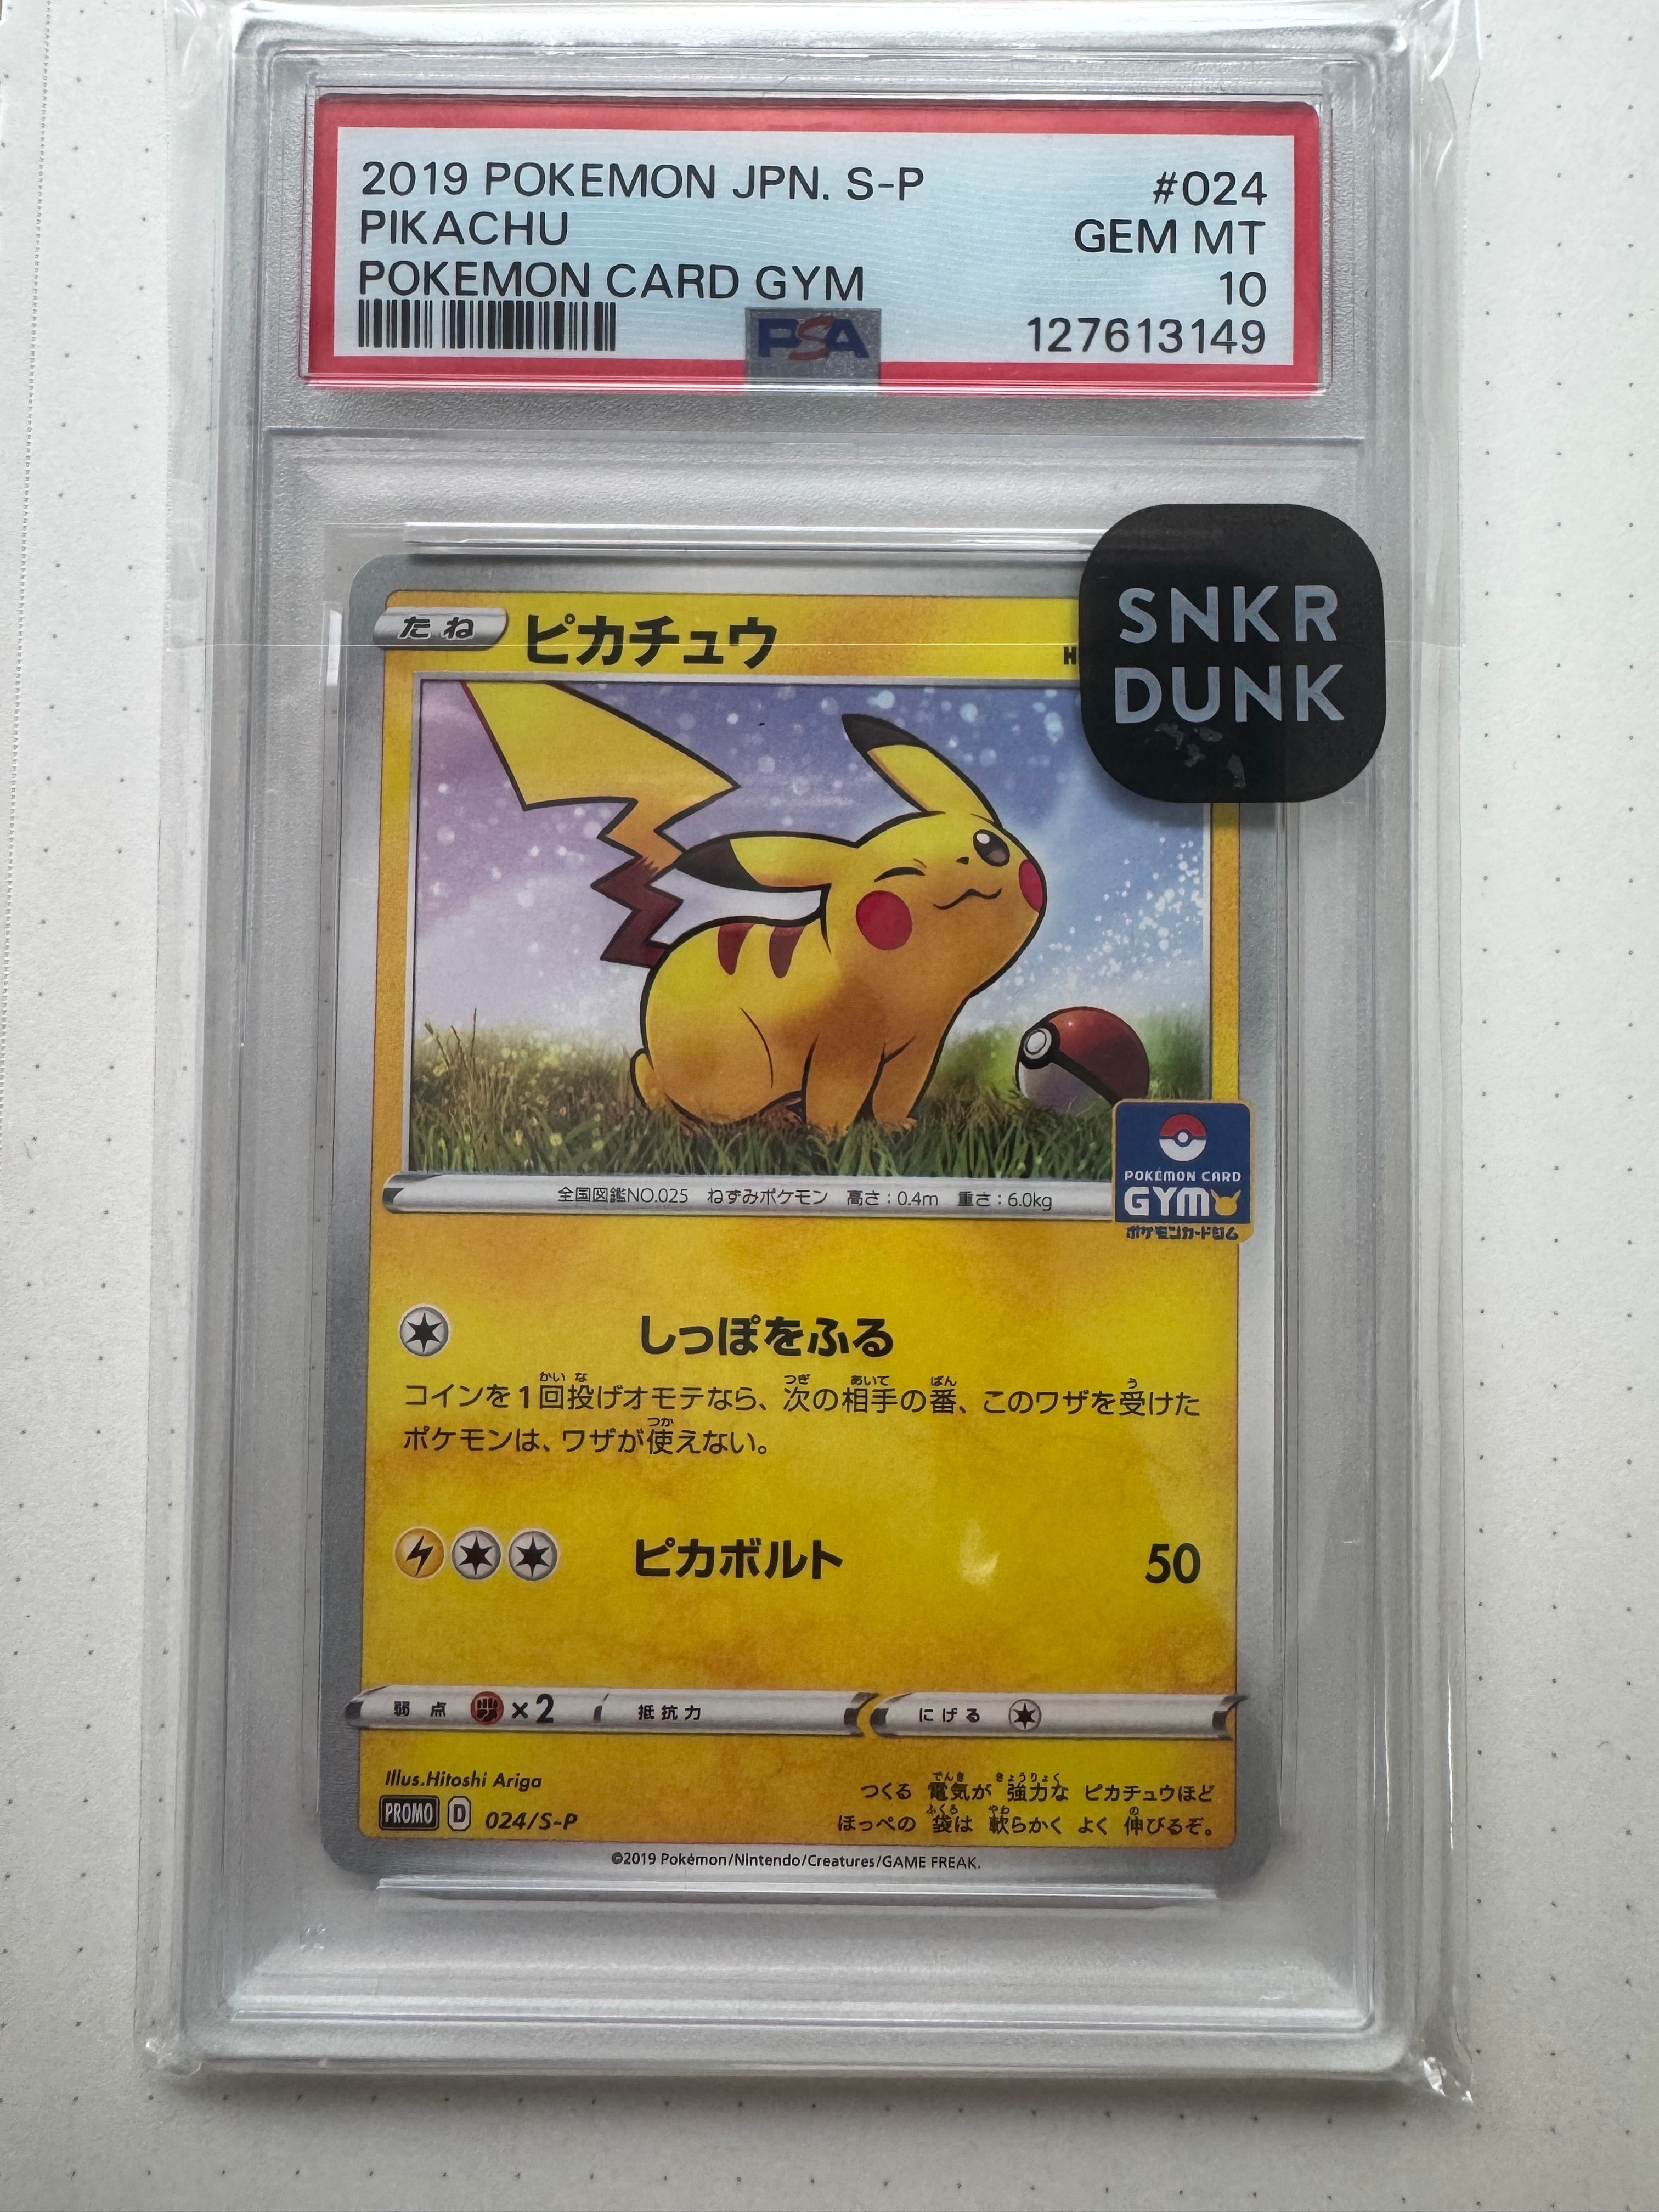 2019 POKEMON JPN. S-P #024
PIKACHU GEM MT
POKEMON CARD GYM 10
PSA 127613149
SNKR
DUNK
たね ピカチュウ
全国図鑑NO.025 ねずみポケモン 高さ:0.4m 重さ:6.0kg
POKÉMON CARD
GYM
ポケモンカードジム
しっぽをふる
コインを1回投げオモテなら、次の相手の番、このワザを受けた
ポケモンは、ワザが使えない。
ピカボルト 50
弱点 ×2 抵抗力 にげる
Illus.Hitoshi Ariga
PROMO D 024/S-P
つくる 電気が 強力な ピカチュウほど
ほっぺの 袋は 軟らかく よく 伸びるぞ。
©2019 Pokémon/Nintendo/Creatures/GAME FREAK.